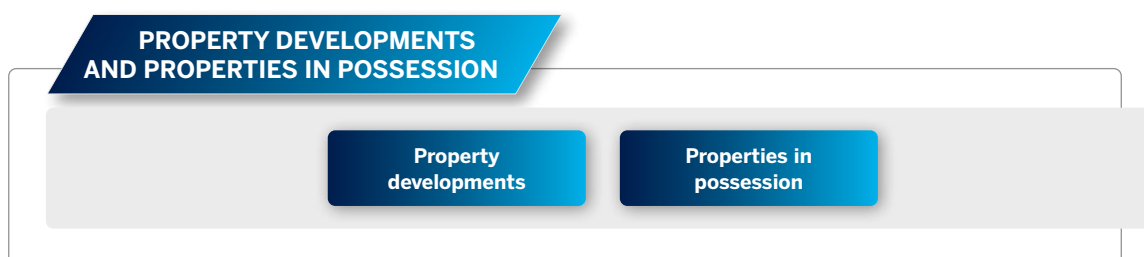 PROPERTY DEVELOPMENTS
AND PROPERTIES IN POSSESSION
Property
developments
Properties in
possession